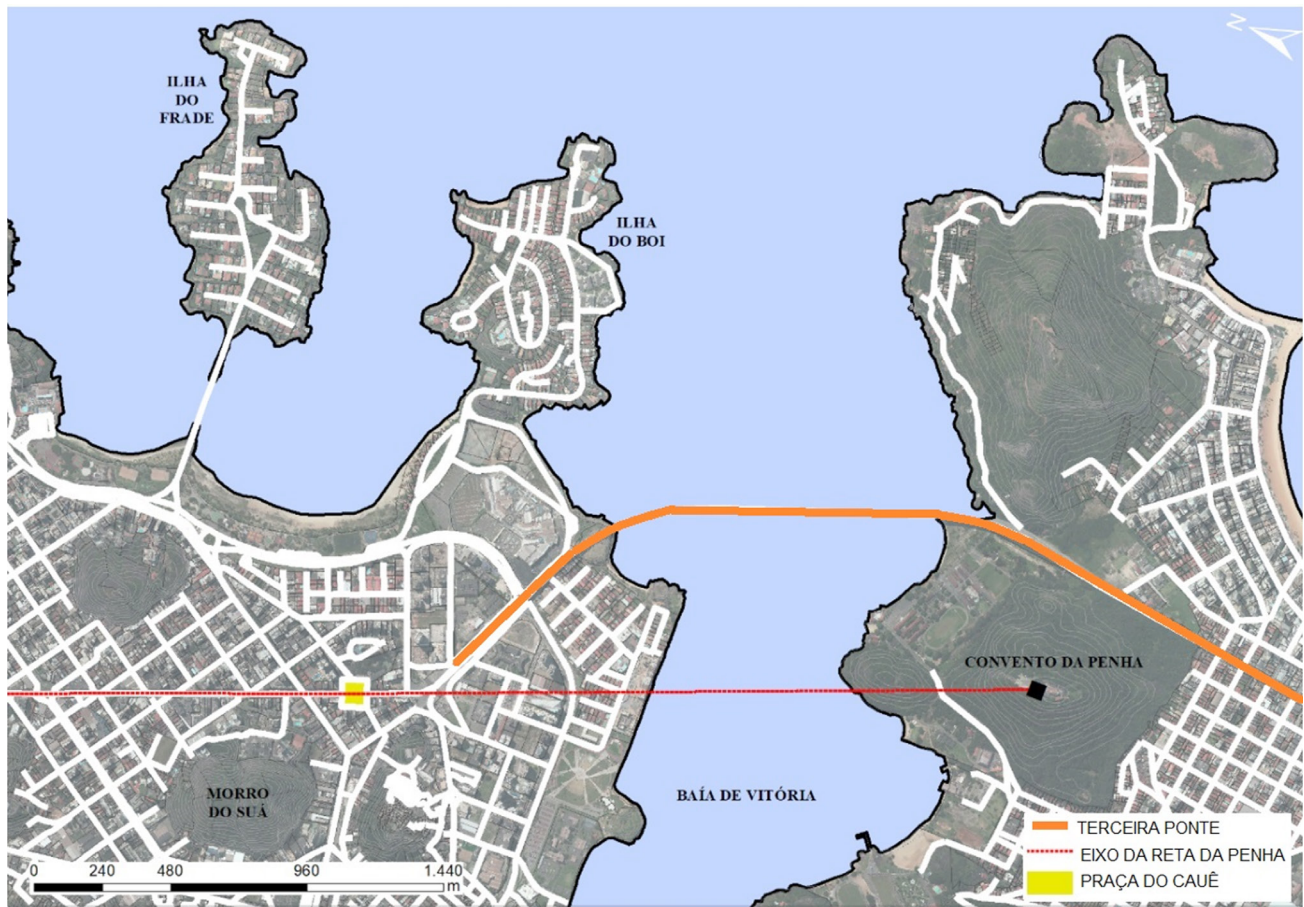 N
ILHA
DO
FRADE
ILHA
DO BOI
CONVENTO DA PENHA
MORRO
DO SUÁ
BAÍA DE VITÓRIA
TERCEIRA PONTE
EIXO DA RETA DA PENHA
PRAÇA DO CAUÊ
0 240 480 960 1.440
m